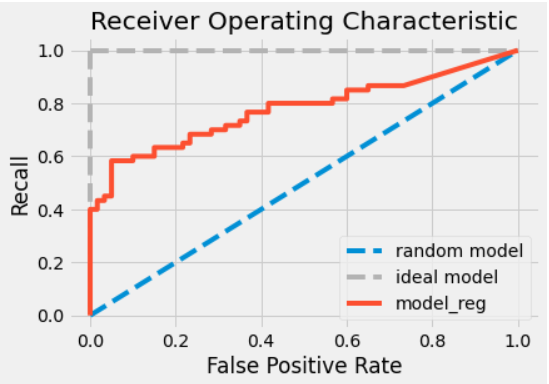 Receiver Operating Characteristic
1.0
0.8
0.6
0.4
0.2
0.0
Recall
random model
ideal model
model_reg
0.0 0.2 0.4 0.6 0.8 1.0
False Positive Rate